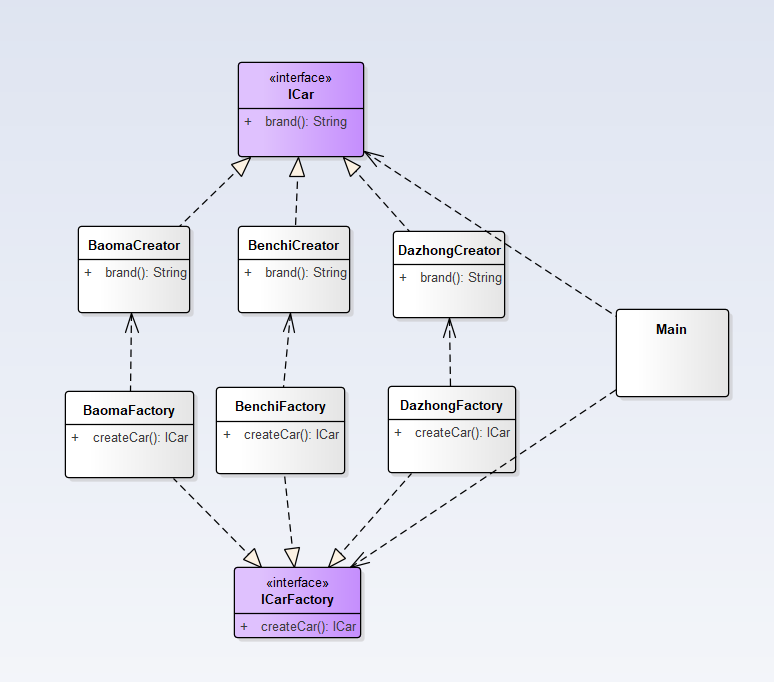 «interface»
ICar
+ brand(): String
BaomaCreator
+ brand(): String
BenchiCreator
+ brand(): String
DazhongCreator
+ brand(): String
Main
BaomaFactory
+ createCar(): ICar
BenchiFactory
+ createCar(): ICar
DazhongFactory
+ createCar(): ICar
«interface»
ICarFactory
+ createCar(): ICar